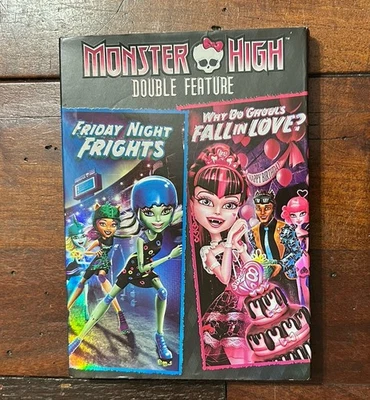 MONSTER HIGH
DOUBLE FEATURE
FRIDAY NIGHT
FRIGHTS
WHY DO GHOULS
FALL IN LOVE?
HAPPY BIRTHDAY